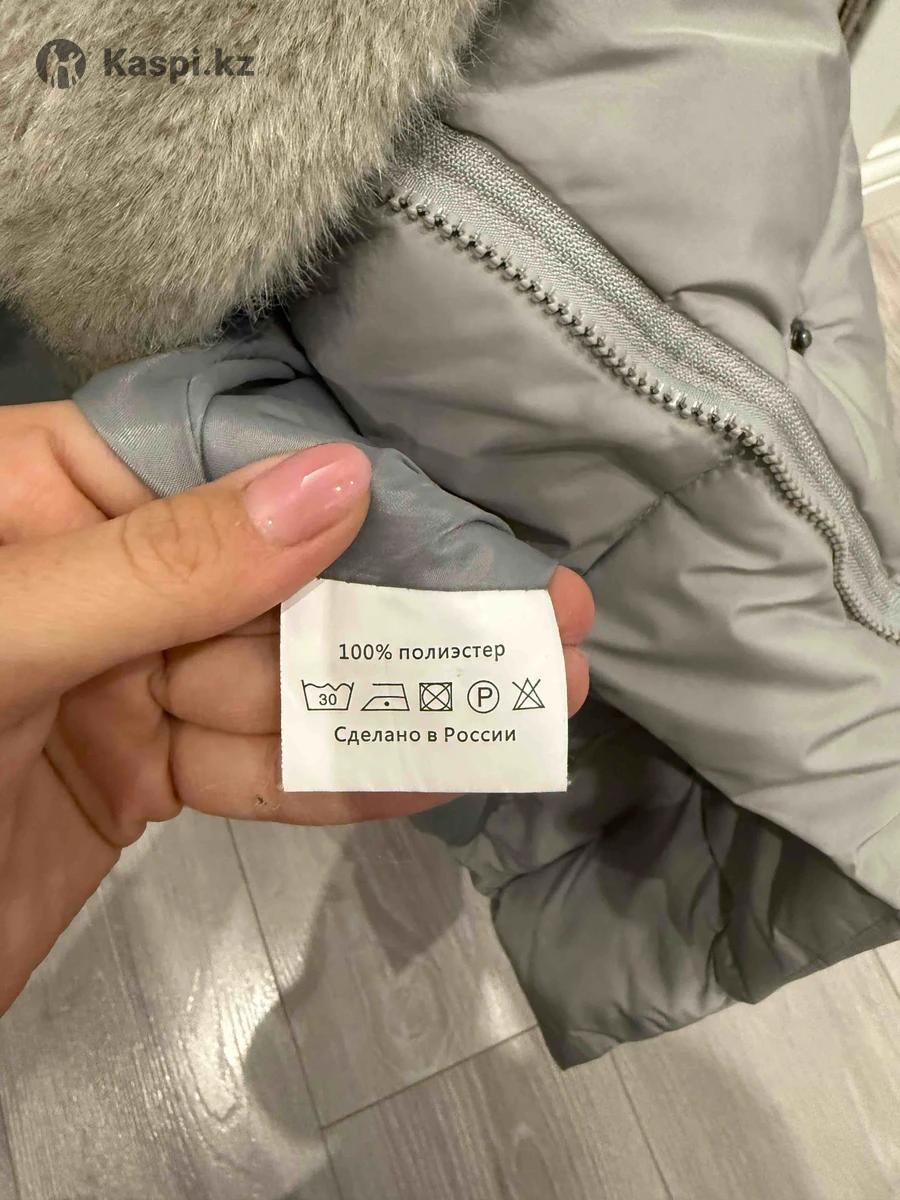 Kaspi.kz
100% полиэстер
30 P
Сделано в России